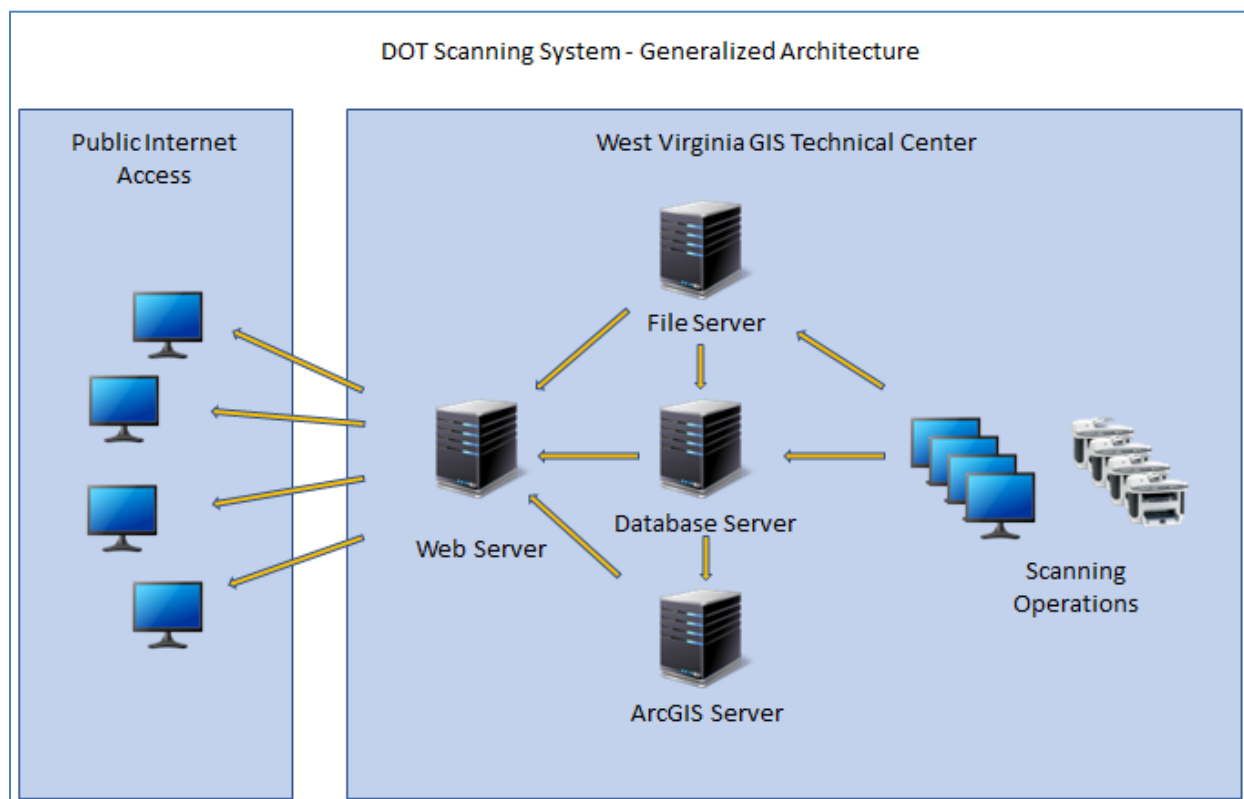 DOT Scanning System - Generalized Architecture
Public Internet
Access
West Virginia GIS Technical Center
File Server
Web Server
Database Server
ArcGIS Server
Scanning
Operations